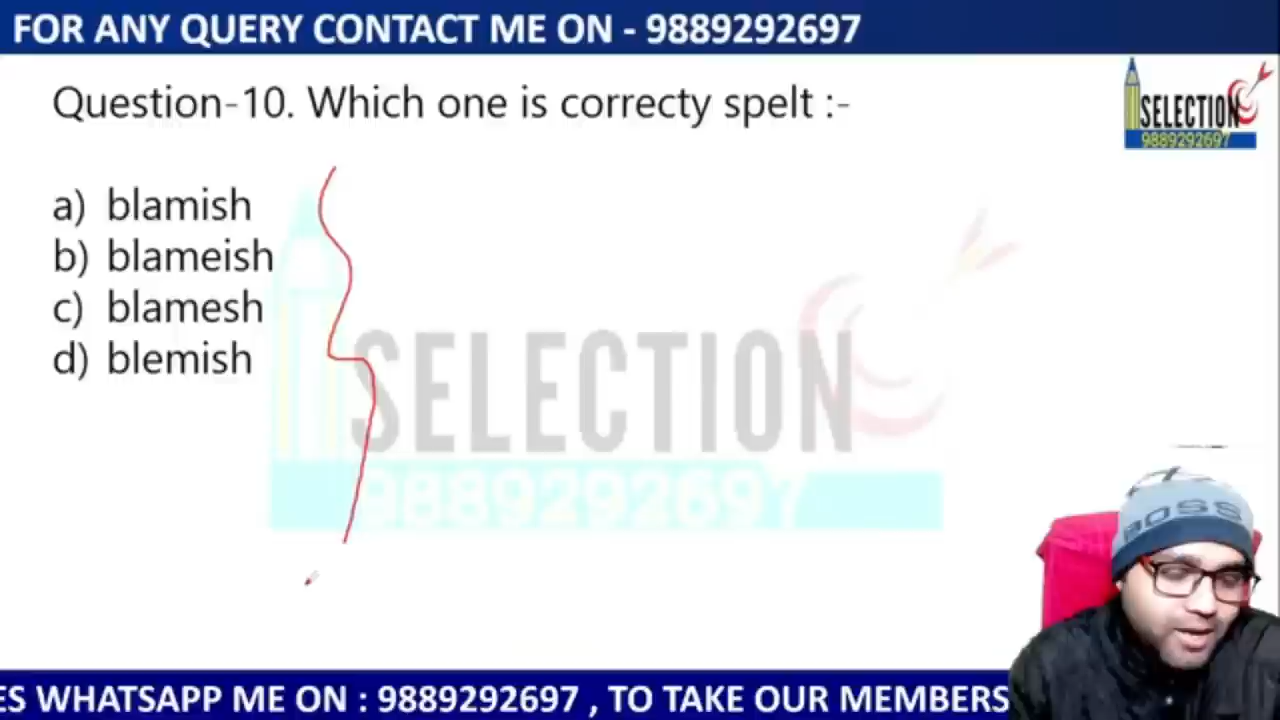 FOR ANY QUERY CONTACT ME ON - 9889292697
SELECTION
9889292697
Question-10. Which one is correcty spelt :-
a) blamish
b) blameish
c) blamesh
d) blemish
SELECTION
9889292697
BOSS
ES WHATSAPP ME ON : 9889292697 , TO TAKE OUR MEMBERS